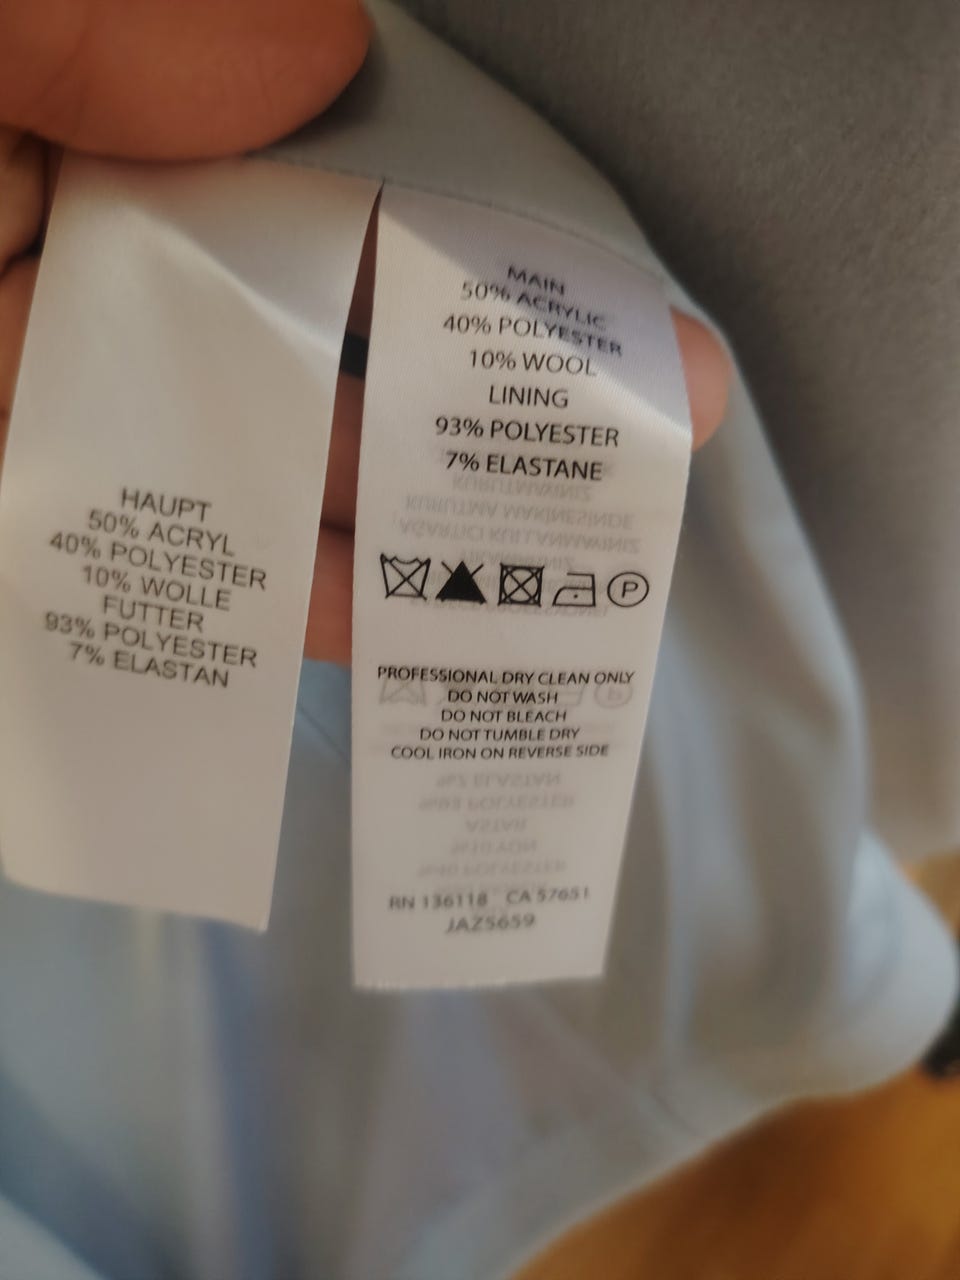 HAUPT
50% ACRYL
40% POLYESTER
10% WOLLE
FUTTER
93% POLYESTER
7% ELASTAN
MAIN
50% ACRYLIC
40% POLYESTER
10% WOOL
LINING
93% POLYESTER
7% ELASTANE
P
PROFESSIONAL DRY CLEAN ONLY
DO NOT WASH
DO NOT BLEACH
DO NOT TUMBLE DRY
COOL IRON ON REVERSE SIDE
RN 136118 CA 57651
JAZ5659